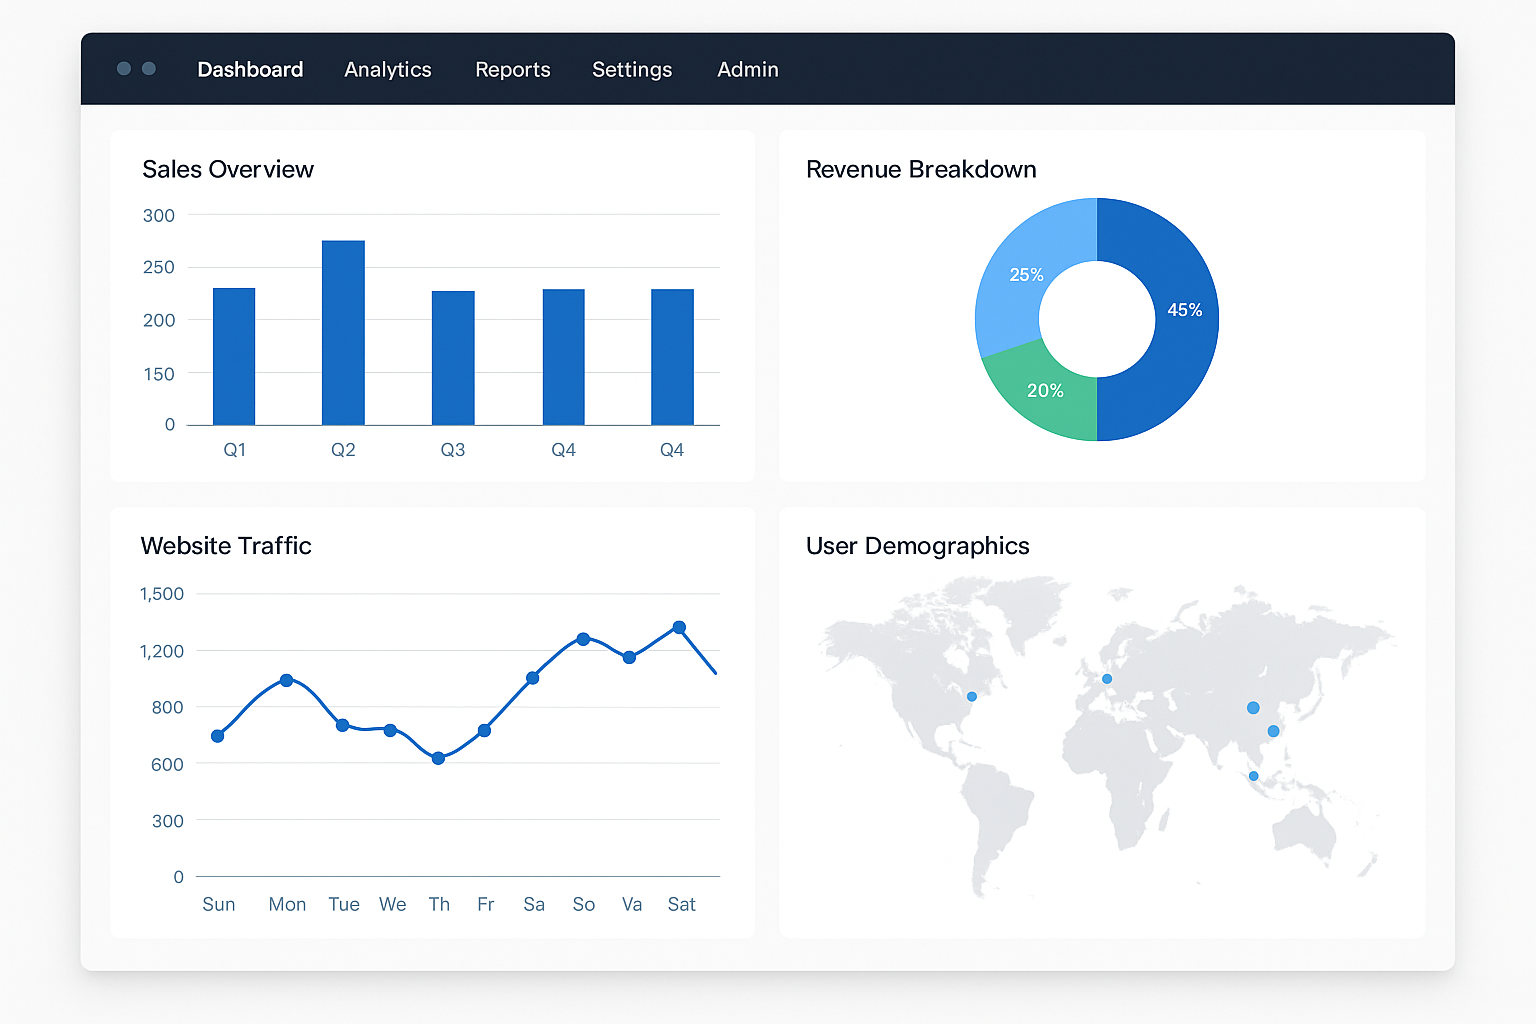 Dashboard Analytics Reports Settings Admin
Sales Overview
300
250
200
150
0
Q1 Q2 Q3 Q4 Q4
Revenue Breakdown
25%
45%
20%
Website Traffic
1,500
1,200
800
600
300
0
Sun Mon Tue We Th Fr Sa So Va Sat
User Demographics